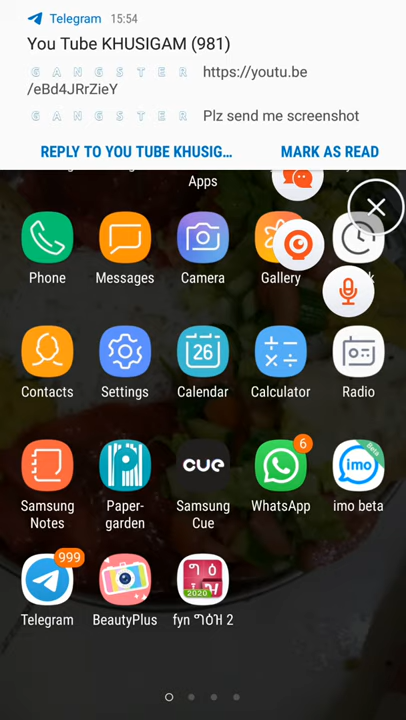 Telegram 15:54
You Tube KHUSIGAM (981)
G A N G S T E R https://youtu.be
/eBd4JRrZieY
G A N G S T E R Plz send me screenshot
REPLY TO YOU TUBE KHUSIG... MARK AS READ
Apps
Phone Messages Camera Gallery
26
Contacts Settings Calendar Calculator Radio
cue 6 imo Beta
Samsung Notes
Paper-garden
Samsung Cue
WhatsApp
imo beta
999
2020
Telegram BeautyPlus